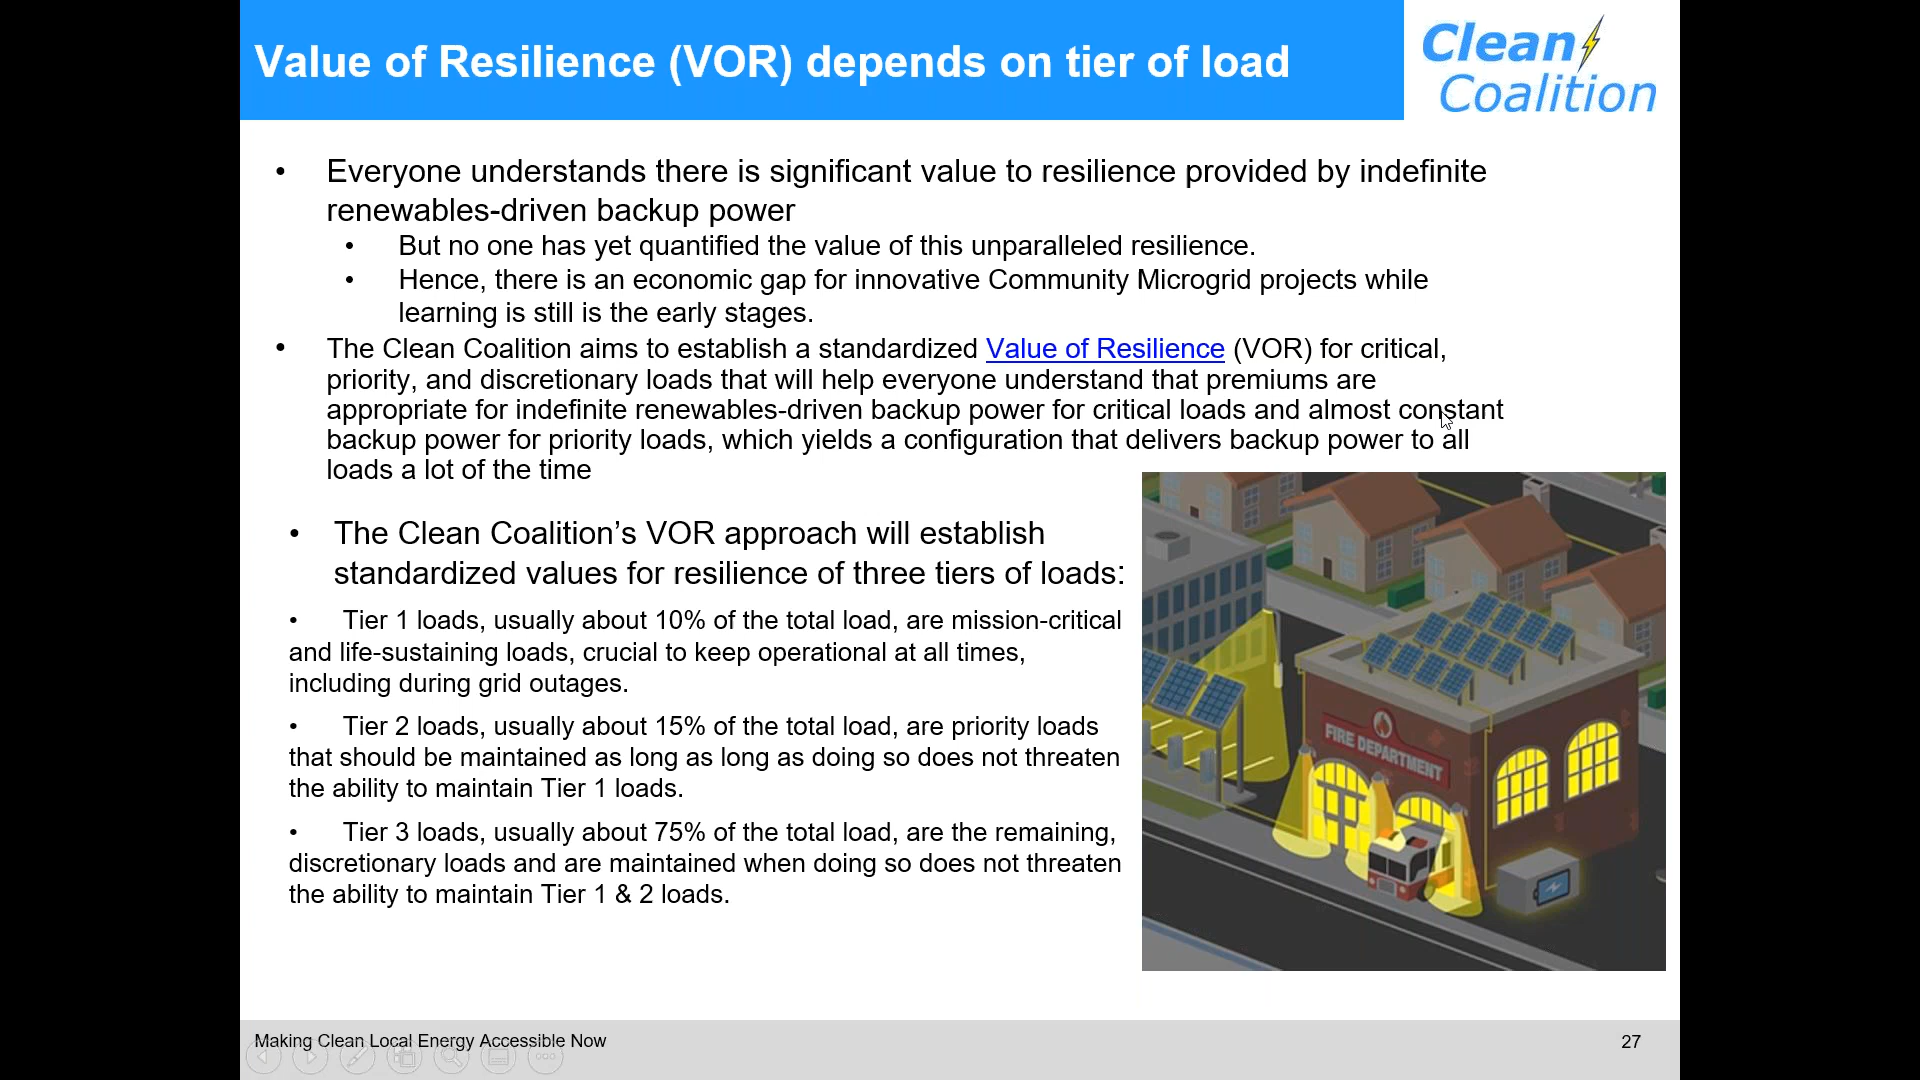 Value of Resilience (VOR) depends on tier of load
Clean
Coalition
• Everyone understands there is significant value to resilience provided by indefinite
renewables-driven backup power
• But no one has yet quantified the value of this unparalleled resilience.
• Hence, there is an economic gap for innovative Community Microgrid projects while
learning is still is the early stages.
• The Clean Coalition aims to establish a standardized Value of Resilience (VOR) for critical,
priority, and discretionary loads that will help everyone understand that premiums are
appropriate for indefinite renewables-driven backup power for critical loads and almost constant
backup power for priority loads, which yields a configuration that delivers backup power to all
loads a lot of the time
• The Clean Coalition’s VOR approach will establish
standardized values for resilience of three tiers of loads:
• Tier 1 loads, usually about 10% of the total load, are mission-critical
and life-sustaining loads, crucial to keep operational at all times,
including during grid outages.
• Tier 2 loads, usually about 15% of the total load, are priority loads
that should be maintained as long as long as doing so does not threaten
the ability to maintain Tier 1 loads.
• Tier 3 loads, usually about 75% of the total load, are the remaining,
discretionary loads and are maintained when doing so does not threaten
the ability to maintain Tier 1 & 2 loads.
FIRE DEPARTMENT
Making Clean Local Energy Accessible Now
27